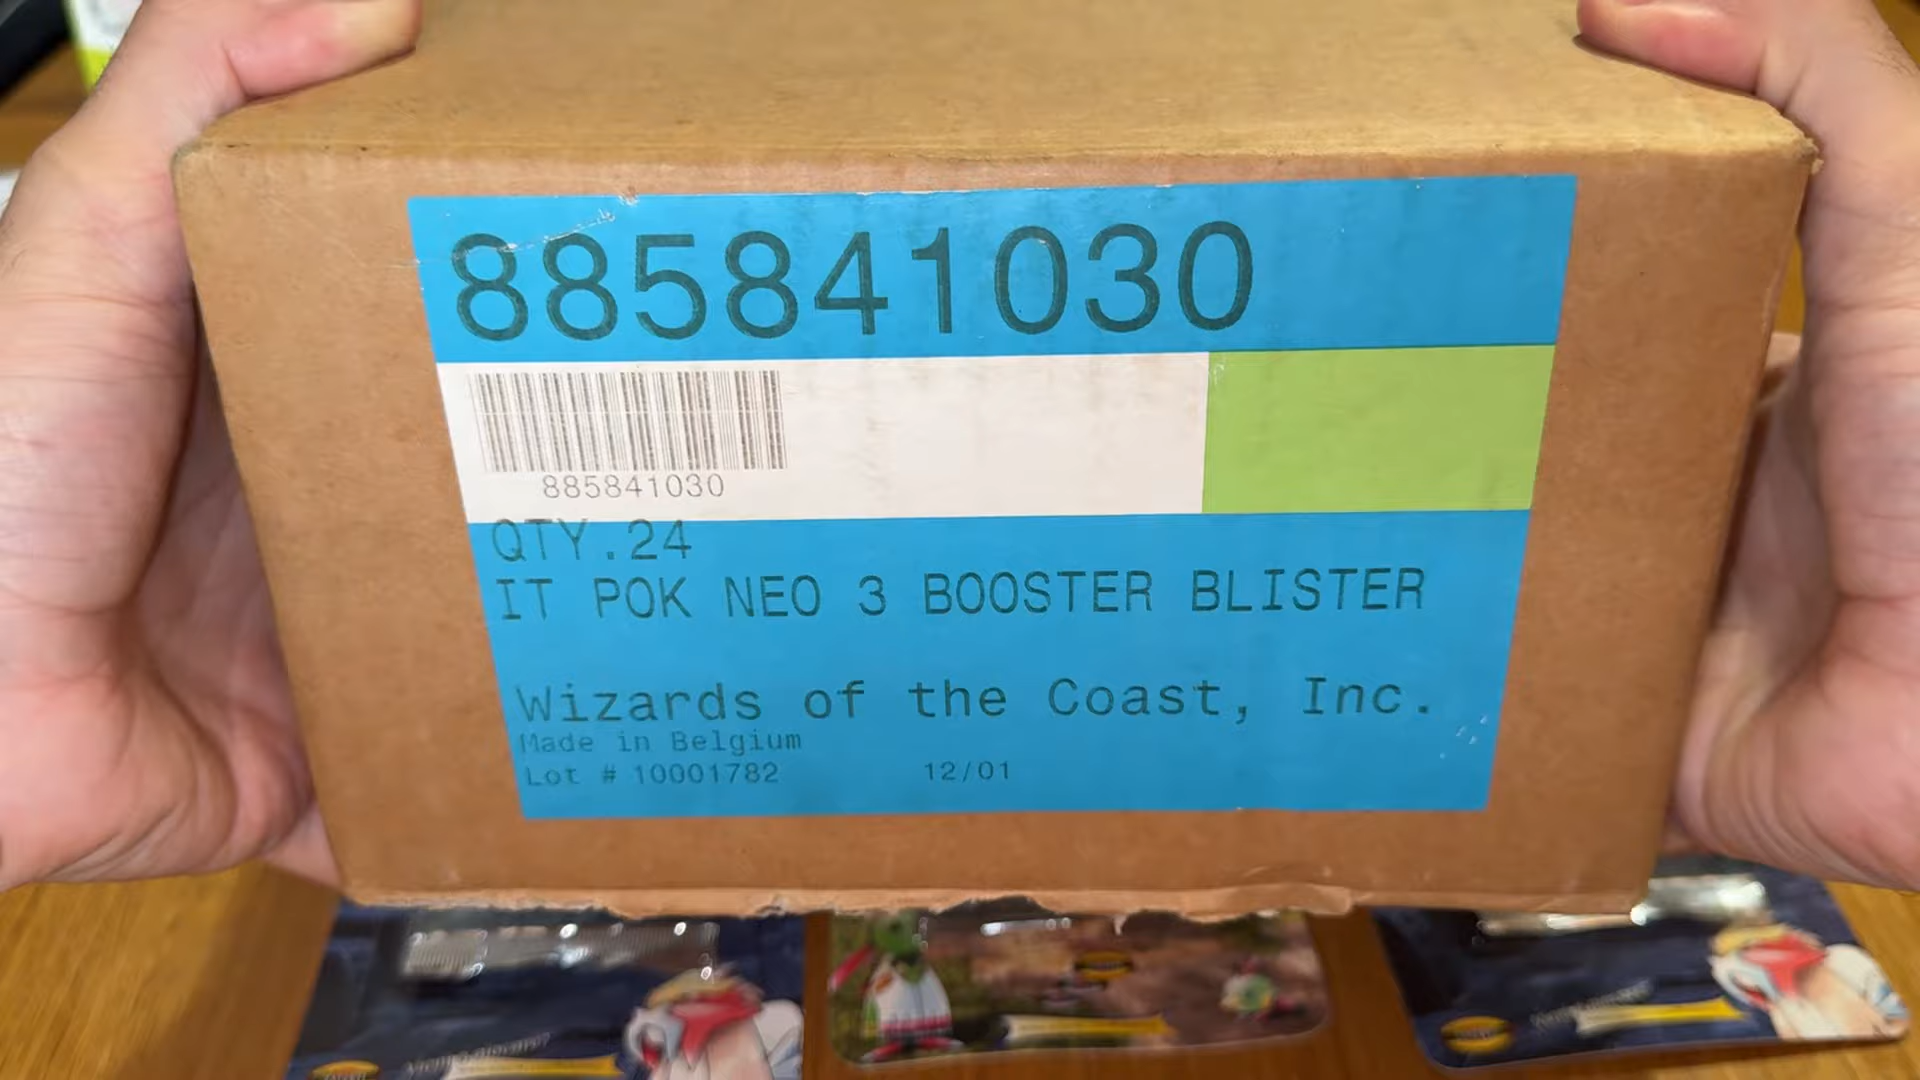 885841030
885841030
QTY.24
IT POK NEO 3 BOOSTER BLISTER
Wizards of the Coast, Inc.
Made in Belgium
Lot # 10001782 12/01